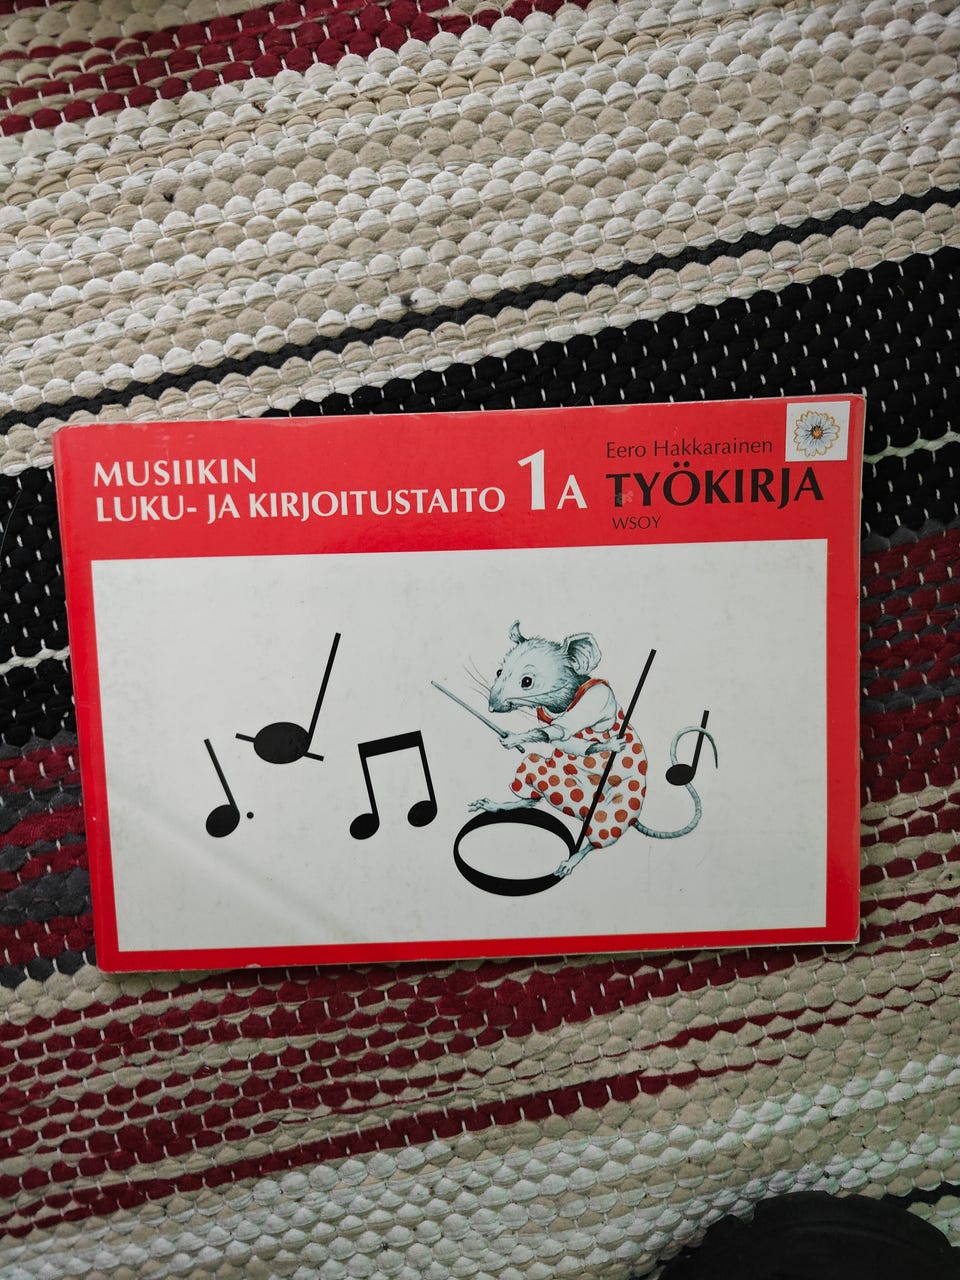 MUSIIKIN
LUKU- JA KIRJOITUSTAITO 1A
Eero Hakkarainen
TYÖKIRJA
WSOY